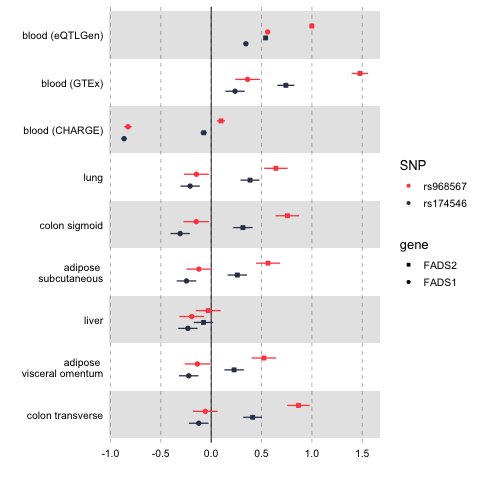 blood (eQTLGen)
blood (GTEx)
blood (CHARGE)
lung
colon sigmoid
adipose
subcutaneous
liver
adipose
visceral omentum
colon transverse
-1.0 -0.5 0.0 0.5 1.0 1.5
SNP
rs968567
rs174546
gene
FADS2
FADS1